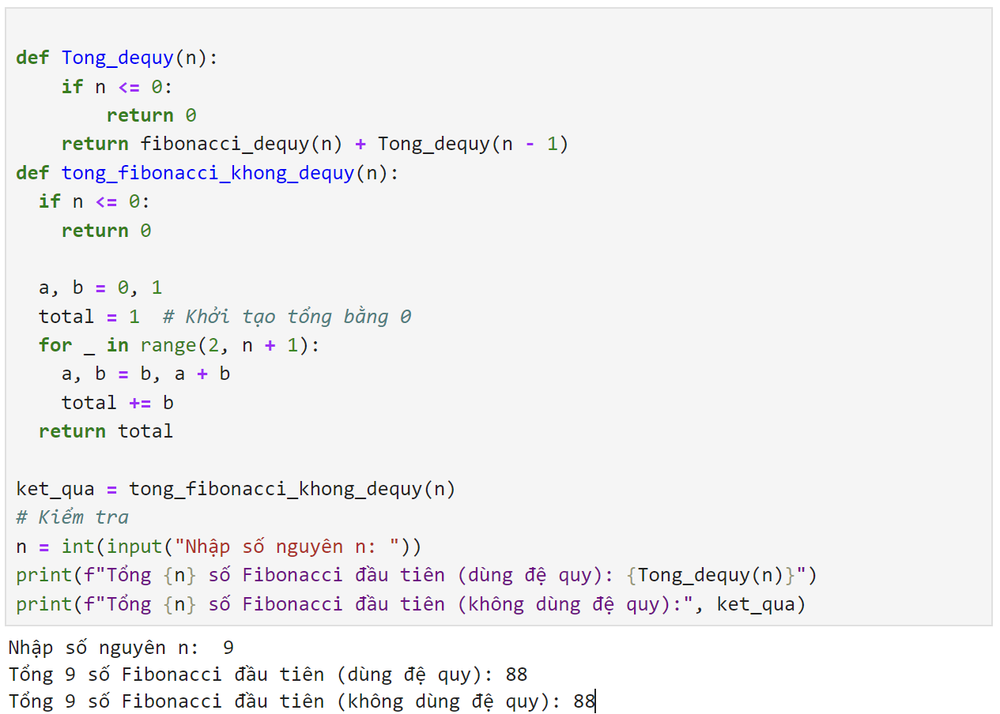 def Tong_dequy(n):
    if n <= 0:
        return 0
    return fibonacci_dequy(n) + Tong_dequy(n - 1)
def tong_fibonacci_khong_dequy(n):
  if n <= 0:
    return 0
  a, b = 0, 1
  total = 1  # Khởi tạo tổng bằng 0
  for _ in range(2, n + 1):
    a, b = b, a + b
    total += b
  return total
ket_qua = tong_fibonacci_khong_dequy(n)
# Kiểm tra
n = int(input("Nhập số nguyên n: "))
print(f"Tổng {n} số Fibonacci đầu tiên (dùng đệ quy): {Tong_dequy(n)}")
print(f"Tổng {n} số Fibonacci đầu tiên (không dùng đệ quy):", ket_qua)
Nhập số nguyên n:  9
Tổng 9 số Fibonacci đầu tiên (dùng đệ quy): 88
Tổng 9 số Fibonacci đầu tiên (không dùng đệ quy): 88